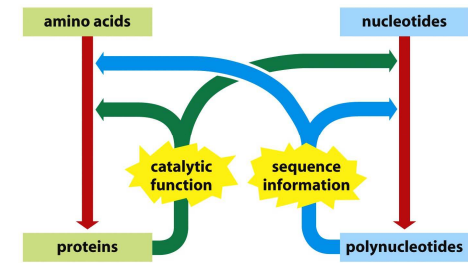 amino acids
nucleotides
catalytic
function
sequence
information
proteins
polynucleotides